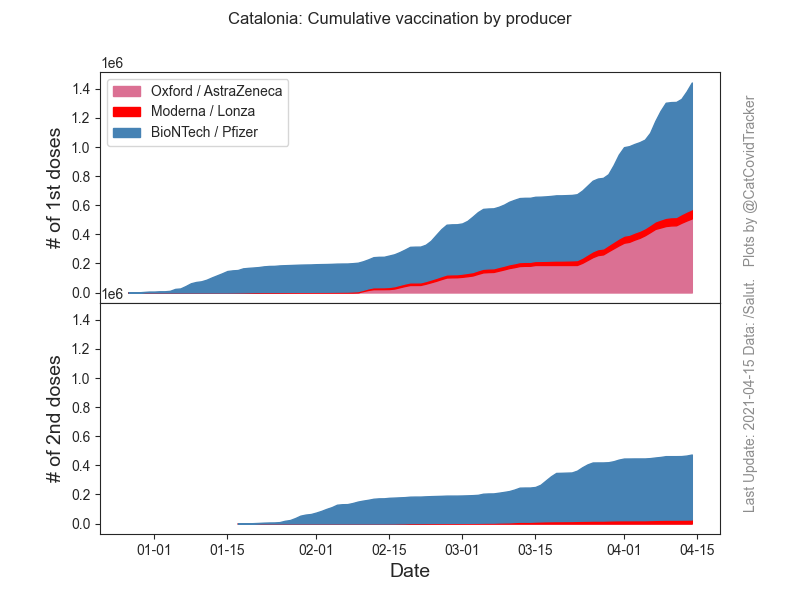 Catalonia: Cumulative vaccination by producer
1e6
1.4
1.2
1.0
0.8
0.6
0.4
0.2
0.0
# of 1st doses
Oxford / AstraZeneca
Moderna / Lonza
BioNTech / Pfizer
1e6
1.4
1.2
1.0
0.8
0.6
0.4
0.2
0.0
# of 2nd doses
01-01 01-15 02-01 02-15 03-01 03-15 04-01 04-15
Date
Last Update: 2021-04-15 Data: /Salut. Plots by @CatCovidTracker